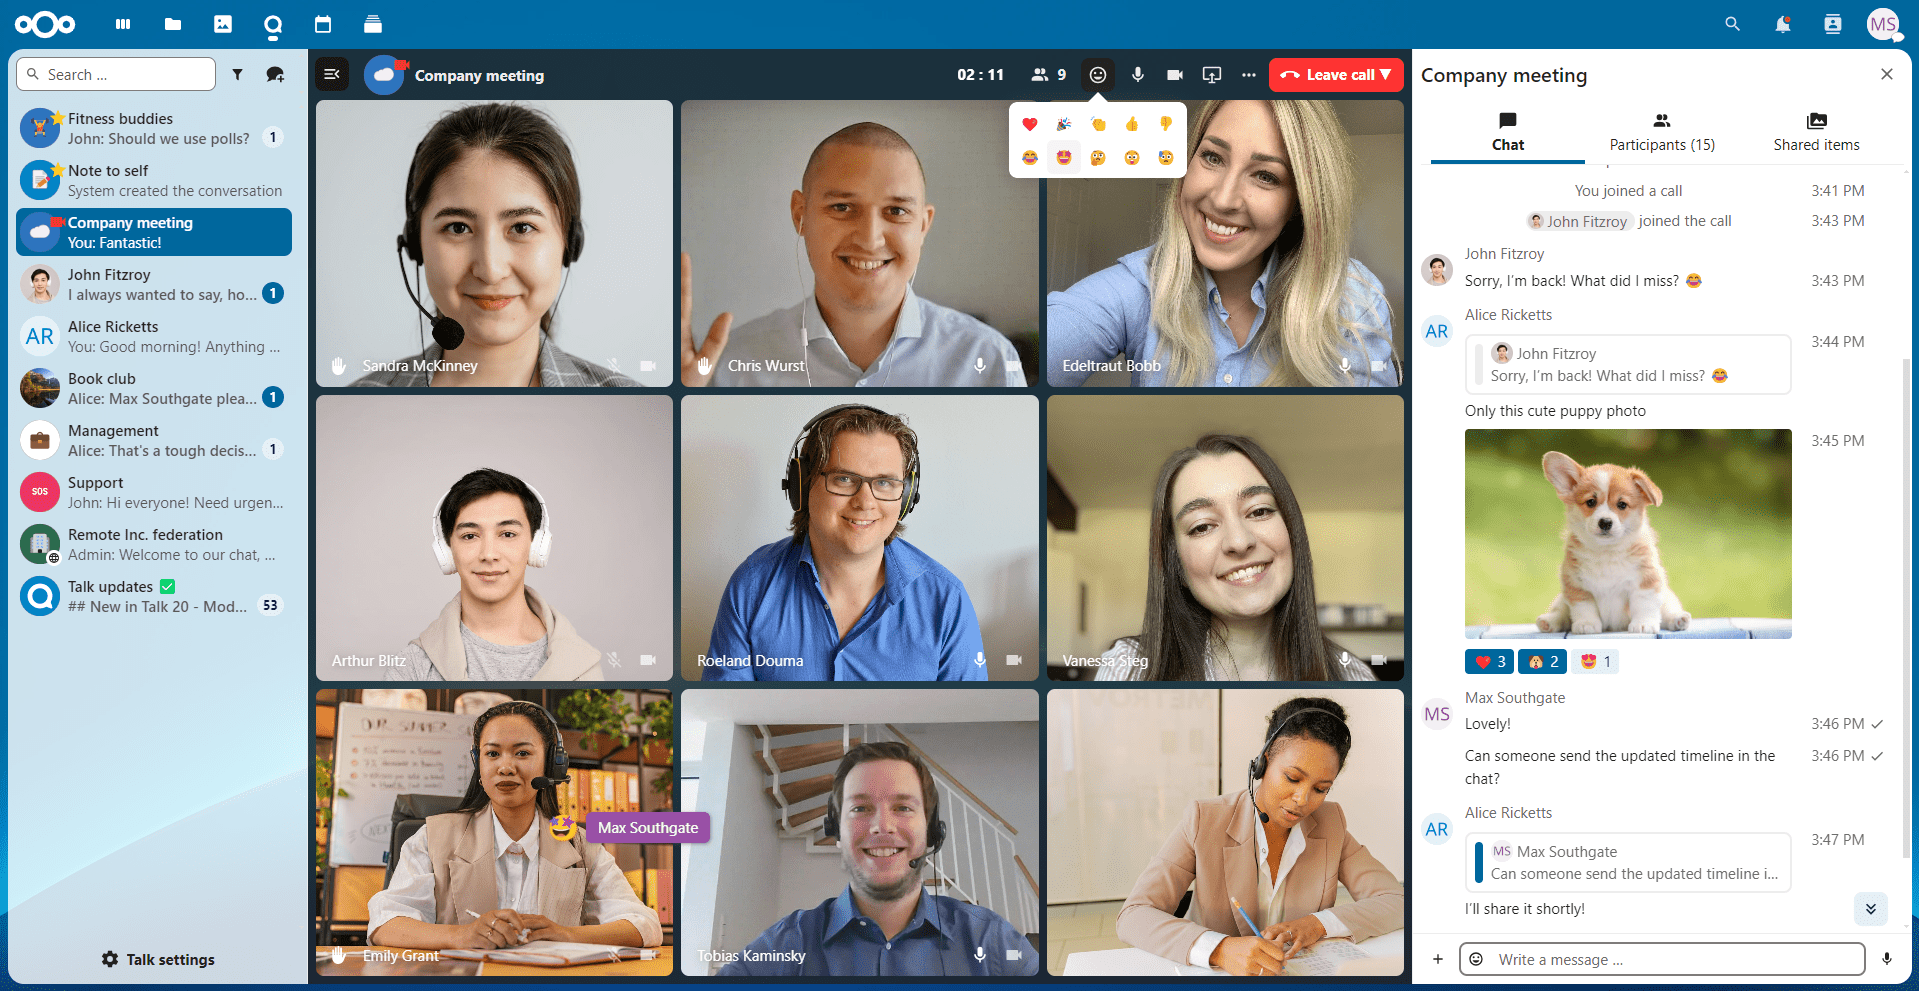 MS
Search ...
Fitness buddies
John: Should we use polls?
1
Note to self
System created the conversation
Company meeting
You: Fantastic!
John Fitzroy
I always wanted to say, ho...
1
AR
Alice Ricketts
You: Good morning! Anything ...
Book club
Alice: Max Southgate plea...
1
Management
Alice: That's a tough decis...
1
SOS
Support
John: Hi everyone! Need urgen...
Remote Inc. federation
Admin: Welcome to our chat, ...
Talk updates ✅
## New in Talk 20 - Mod...
53
Talk settings
Company meeting
02 : 11
9
Leave call
Sandra McKinney
Chris Wurst
Edeltraut Bobb
Arthur Blitz
Roeland Douma
Vanessa Steg
OUR SUMMER
Emily Grant
Max Southgate
Tobias Kaminsky
Company meeting
Chat
Participants (15)
Shared items
You joined a call 3:41 PM
John Fitzroy joined the call 3:43 PM
John Fitzroy
Sorry, I'm back! What did I miss? 😂 3:43 PM
Alice Ricketts
AR
John Fitzroy 3:44 PM
Sorry, I'm back! What did I miss? 😂
Only this cute puppy photo
3:45 PM
❤️ 3 🙈 2 😍 1
Max Southgate
MS
Lovely! 3:46 PM
Can someone send the updated timeline in the 3:46 PM
chat?
Alice Ricketts
AR
MS Max Southgate 3:47 PM
Can someone send the updated timeline i...
I'll share it shortly!
Write a message ...